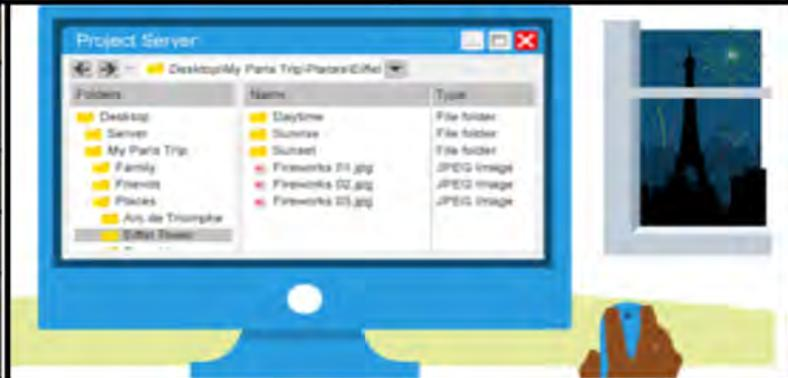 Project Server
Desktop\My Paris Trip\Places\Eiffel
Folders Name Type
Desktop Daytime File folder
Server Sunrise File folder
My Paris Trip Sunset File folder
Family Fireworks 01.jpg JPEG Image
Friends Fireworks 02.jpg JPEG Image
Places Fireworks 03.jpg JPEG Image
Arc de Triomphe
Eiffel Tower